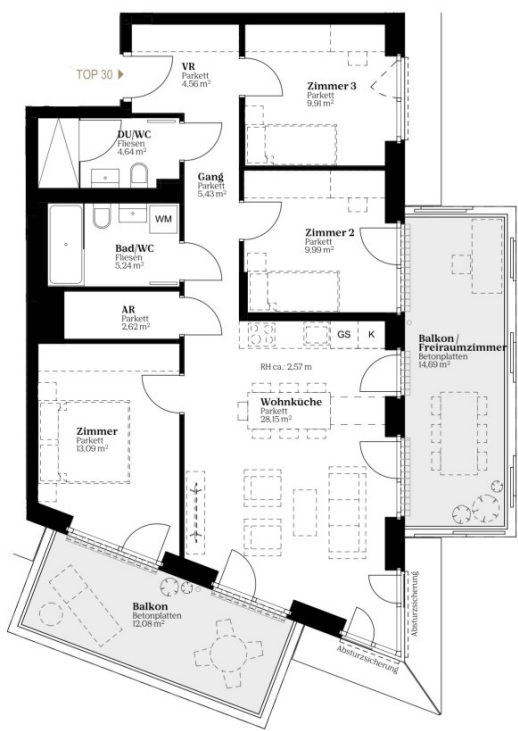 TOP 30
VR
Parkett
4,56 m²
Zimmer 3
Parkett
9,91 m²
DU/WC
Fliesen
4,64 m²
Gang
Parkett
5,43 m²
WM
Bad/WC
Fliesen
5,24 m²
Zimmer 2
Parkett
9,99 m²
AR
Parkett
2,62 m²
GS
K
Balkon/
Freiraumzimmer
Betonplatten
14,69 m²
RH ca.: 2,57 m
Wohnküche
Parkett
28,15 m²
Zimmer
Parkett
13,09 m²
Balkon
Betonplatten
12,08 m²
Absturzsicherung
Absturzsicherung